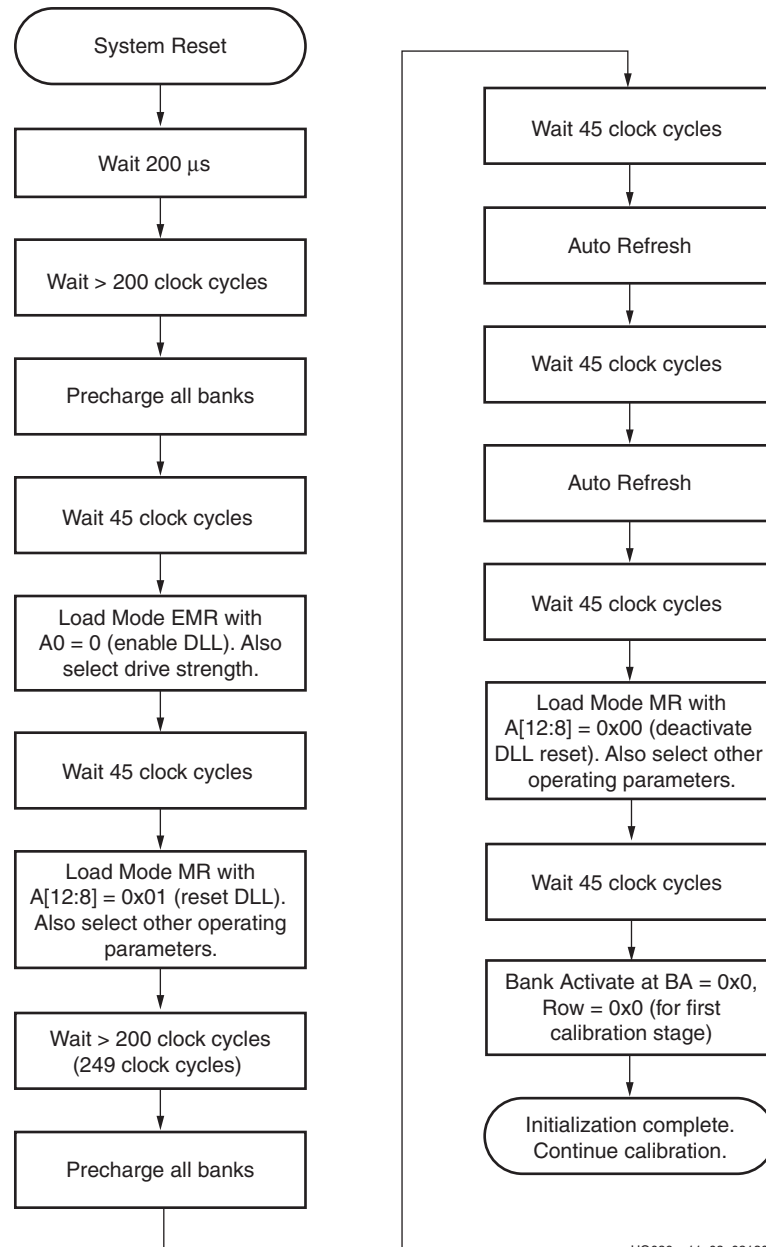 System Reset
Wait 200 μs
Wait > 200 clock cycles
Precharge all banks
Wait 45 clock cycles
Load Mode EMR with
A0 = 0 (enable DLL). Also
select drive strength.
Wait 45 clock cycles
Load Mode MR with
A[12:8] = 0x01 (reset DLL).
Also select other operating
parameters.
Wait > 200 clock cycles
(249 clock cycles)
Precharge all banks
Wait 45 clock cycles
Auto Refresh
Wait 45 clock cycles
Auto Refresh
Wait 45 clock cycles
Load Mode MR with
A[12:8] = 0x00 (deactivate
DLL reset). Also select other
operating parameters.
Wait 45 clock cycles
Bank Activate at BA = 0x0,
Row = 0x0 (for first
calibration stage)
Initialization complete.
Continue calibration.